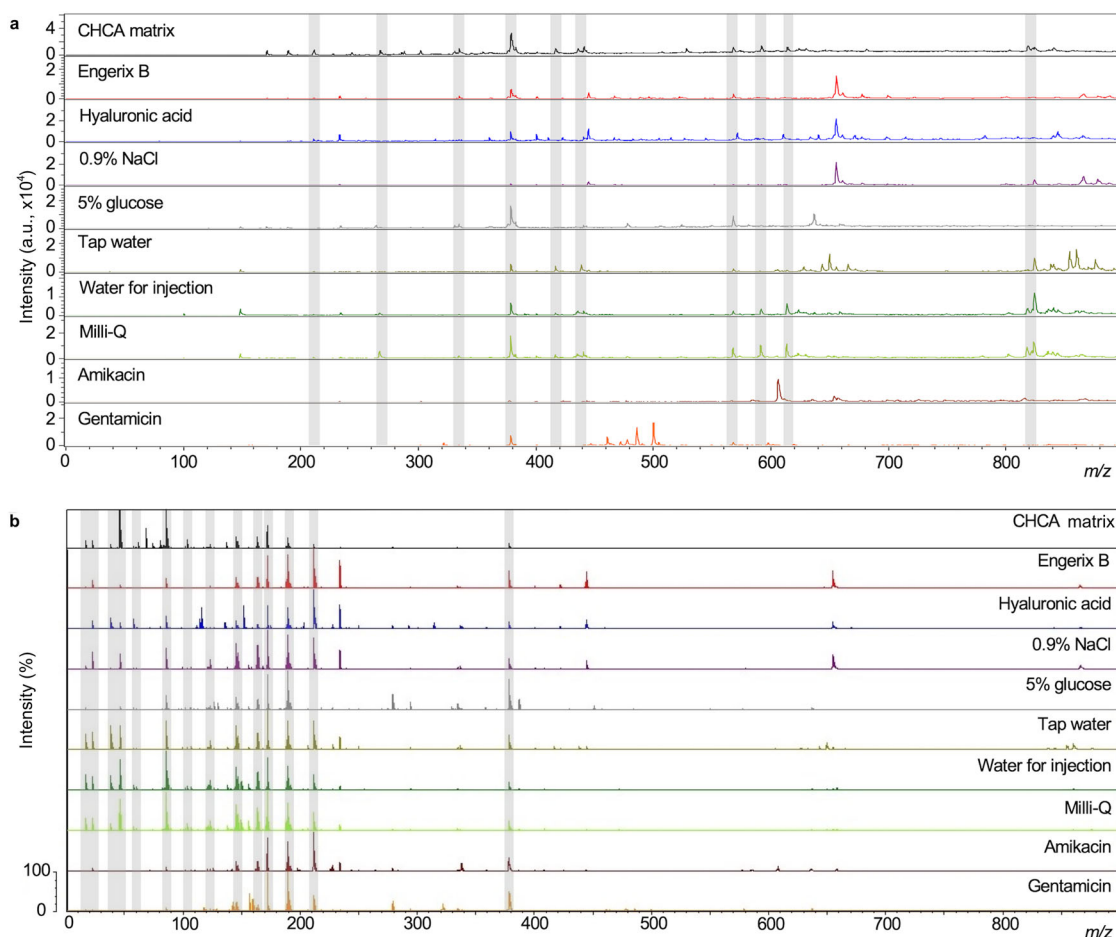 a
CHCA matrix
4
2
0
Engerix B
2
0
Hyaluronic acid
2
0
0.9% NaCl
2
0
5% glucose
2
0
Tap water
2
0
Water for injection
1
0
Milli-Q
2
0
Amikacin
1
0
Gentamicin
2
0
Intensity (a.u., x10⁴)
0 100 200 300 400 500 600 700 800
m/z
b
CHCA matrix
Engerix B
Hyaluronic acid
0.9% NaCl
5% glucose
Tap water
Water for injection
Milli-Q
Amikacin
Gentamicin
Intensity (%)
100
0
0 100 200 300 400 500 600 700 800
m/z